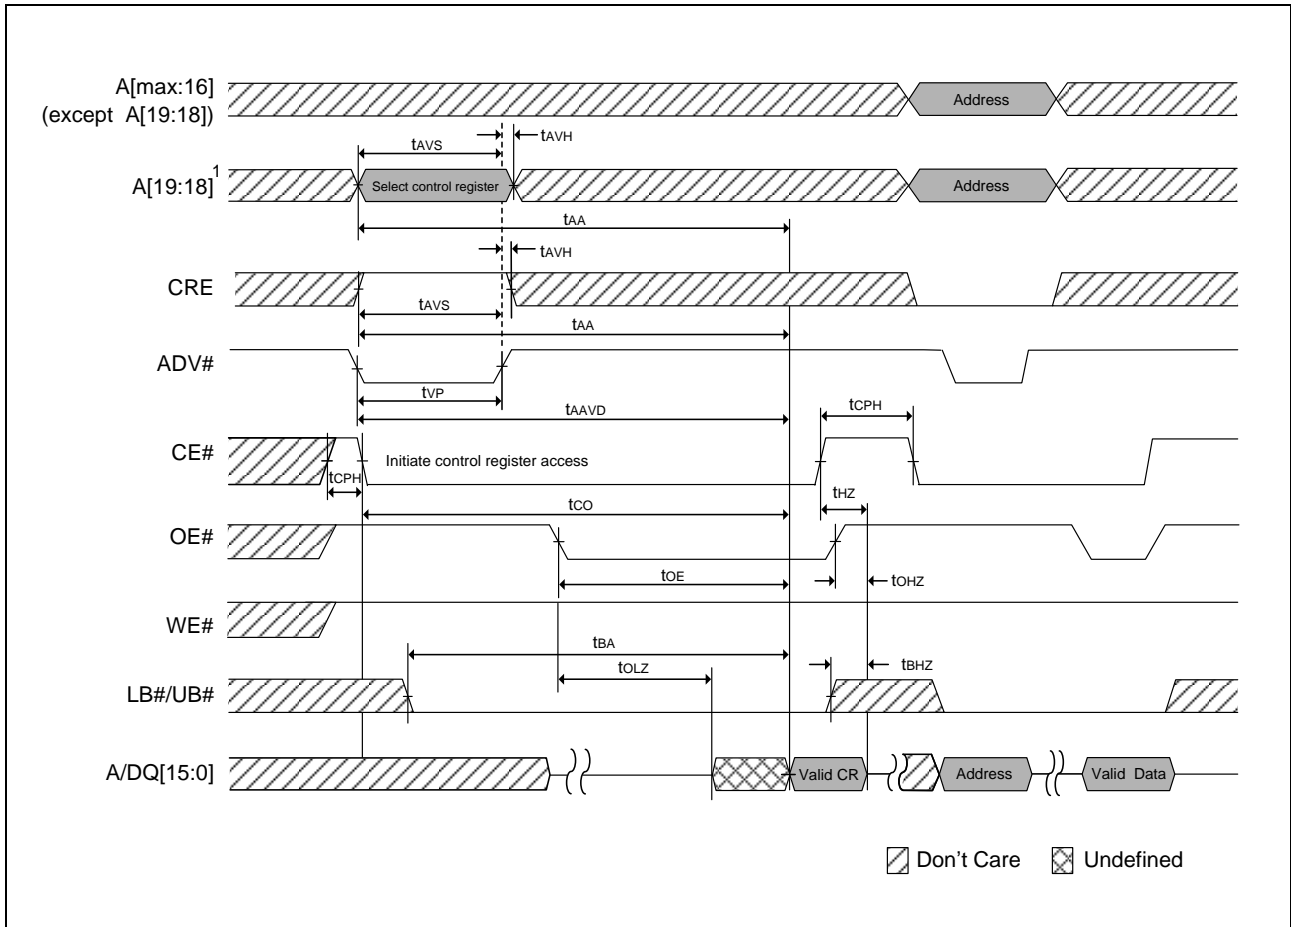 A[max:16]
(except A[19:18])
Address
tAVS
tAVH
A[19:18]1
Select control register
Address
tAA
tAVH
CRE
tAVS
tAA
ADV#
tVP
tAAVD
tCPH
CE#
Initiate control register access
tCPH
tHZ
tCO
OE#
tOE
tOHZ
WE#
tBA
tOLZ
tBHZ
LB#/UB#
A/DQ[15:0]
Valid CR
Address
Valid Data
Don't Care
Undefined